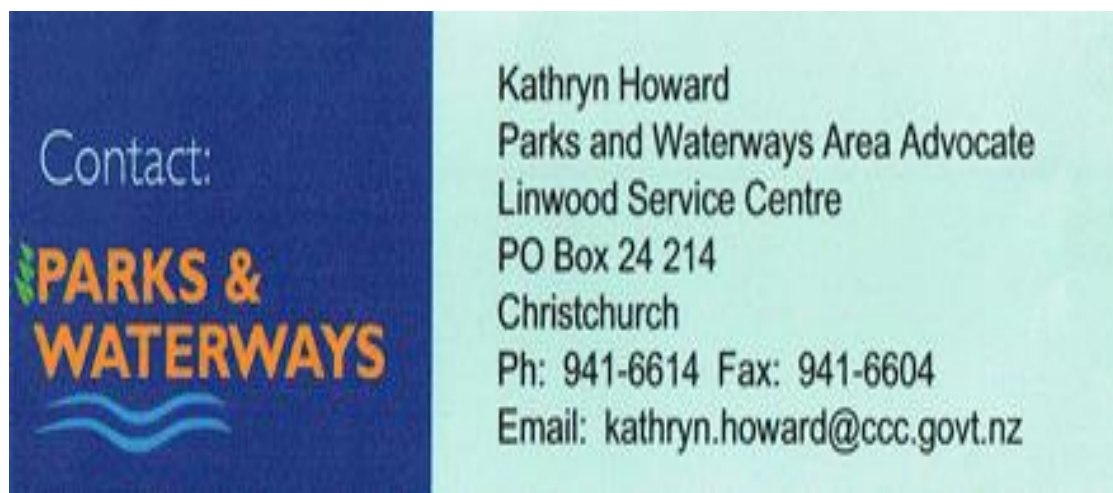 Contact:
PARKS &
WATERWAYS
Kathryn Howard
Parks and Waterways Area Advocate
Linwood Service Centre
PO Box 24 214
Christchurch
Ph: 941-6614 Fax: 941-6604
Email: kathryn.howard@ccc.govt.nz